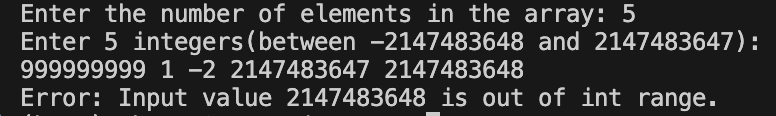 Enter the number of elements in the array: 5
Enter 5 integers(between -2147483648 and 2147483647):
999999999 1 -2 2147483647 2147483648
Error: Input value 2147483648 is out of int range.